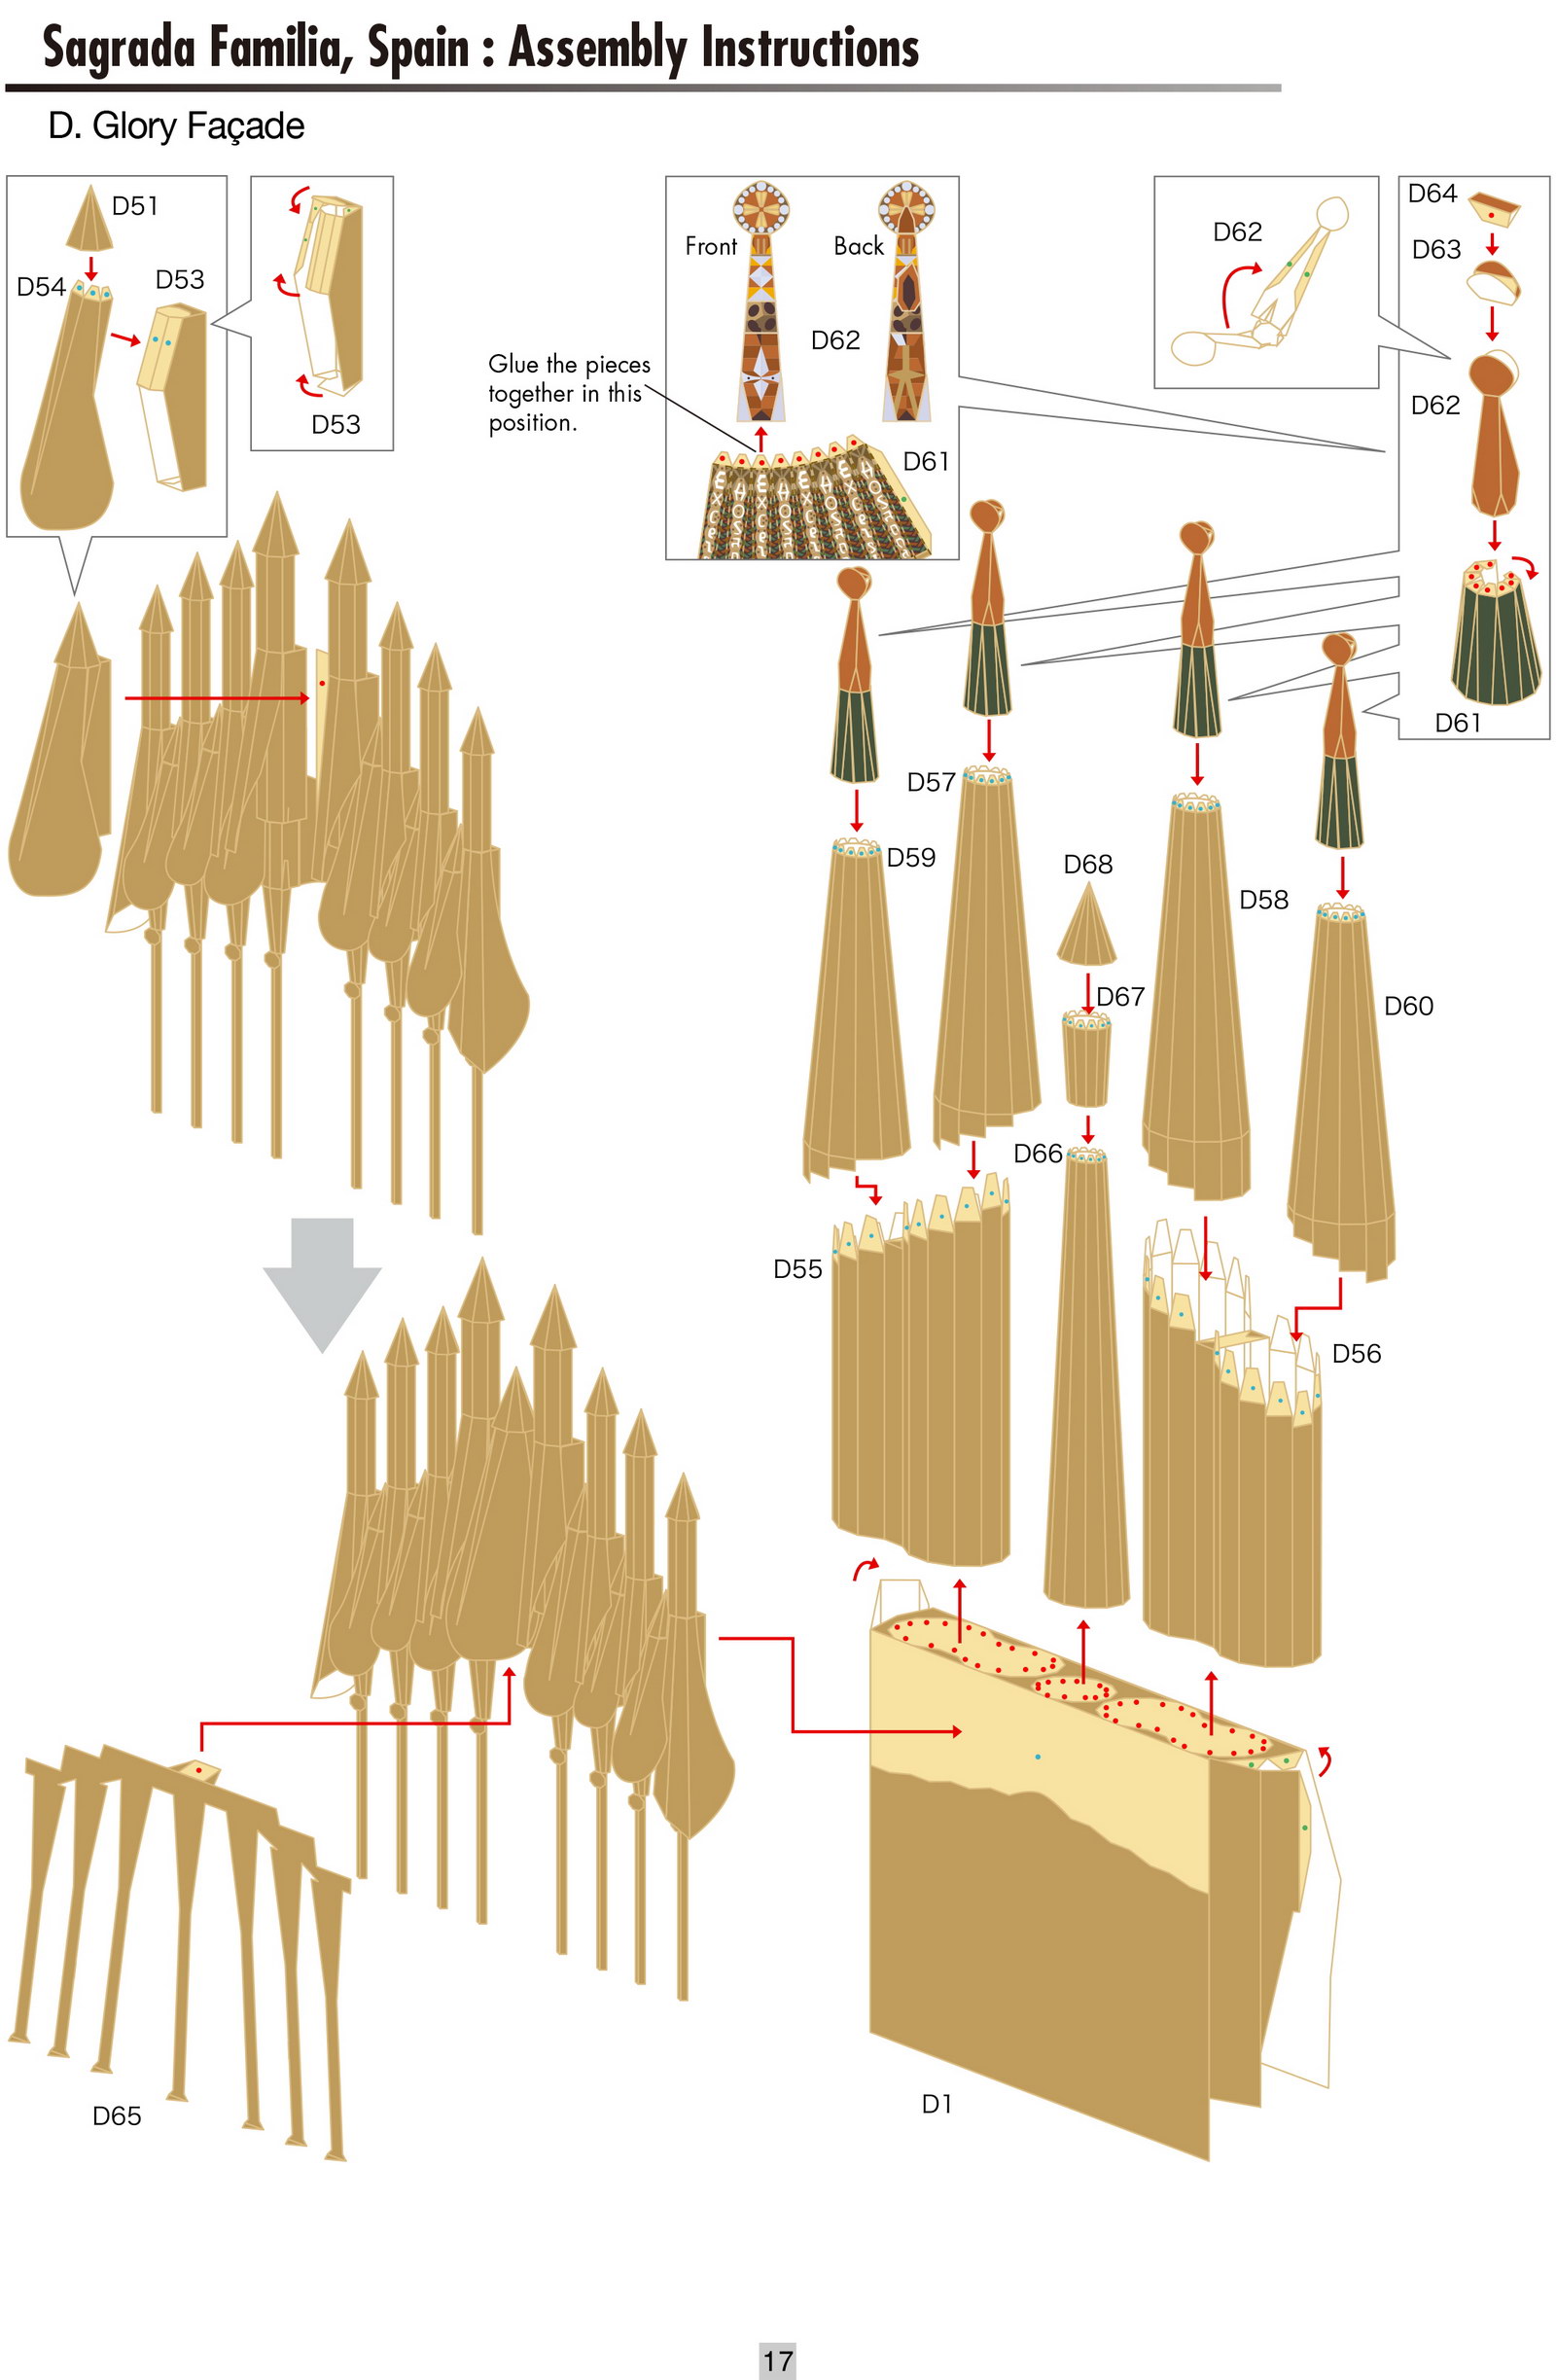 Sagrada Familia, Spain : Assembly Instructions
D. Glory Façade
D51
D54
D53
D53
Front
Back
D62
Glue the pieces
together in this
position.
D61
D62
D64
D63
D62
D61
D57
D59
D68
D58
D67
D60
D66
D55
D56
D65
D1
17